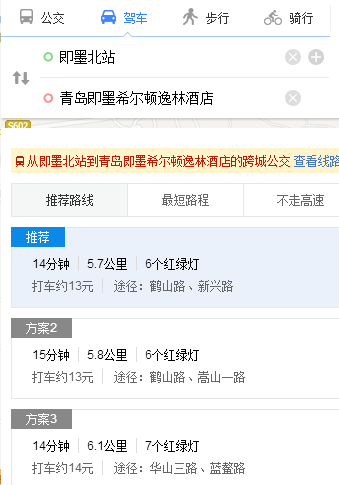 公交 驾车 步行 骑行
即墨北站
青岛即墨希尔顿逸林酒店
S602
从即墨北站到青岛即墨希尔顿逸林酒店的跨城公交 查看线路
推荐路线 最短路程 不走高速
推荐
14分钟 5.7公里 6个红绿灯
打车约13元 途径：鹤山路、新兴路
方案2
15分钟 5.8公里 6个红绿灯
打车约13元 途径：鹤山路、嵩山一路
方案3
14分钟 6.1公里 7个红绿灯
打车约14元 途径：华山三路、蓝鳌路